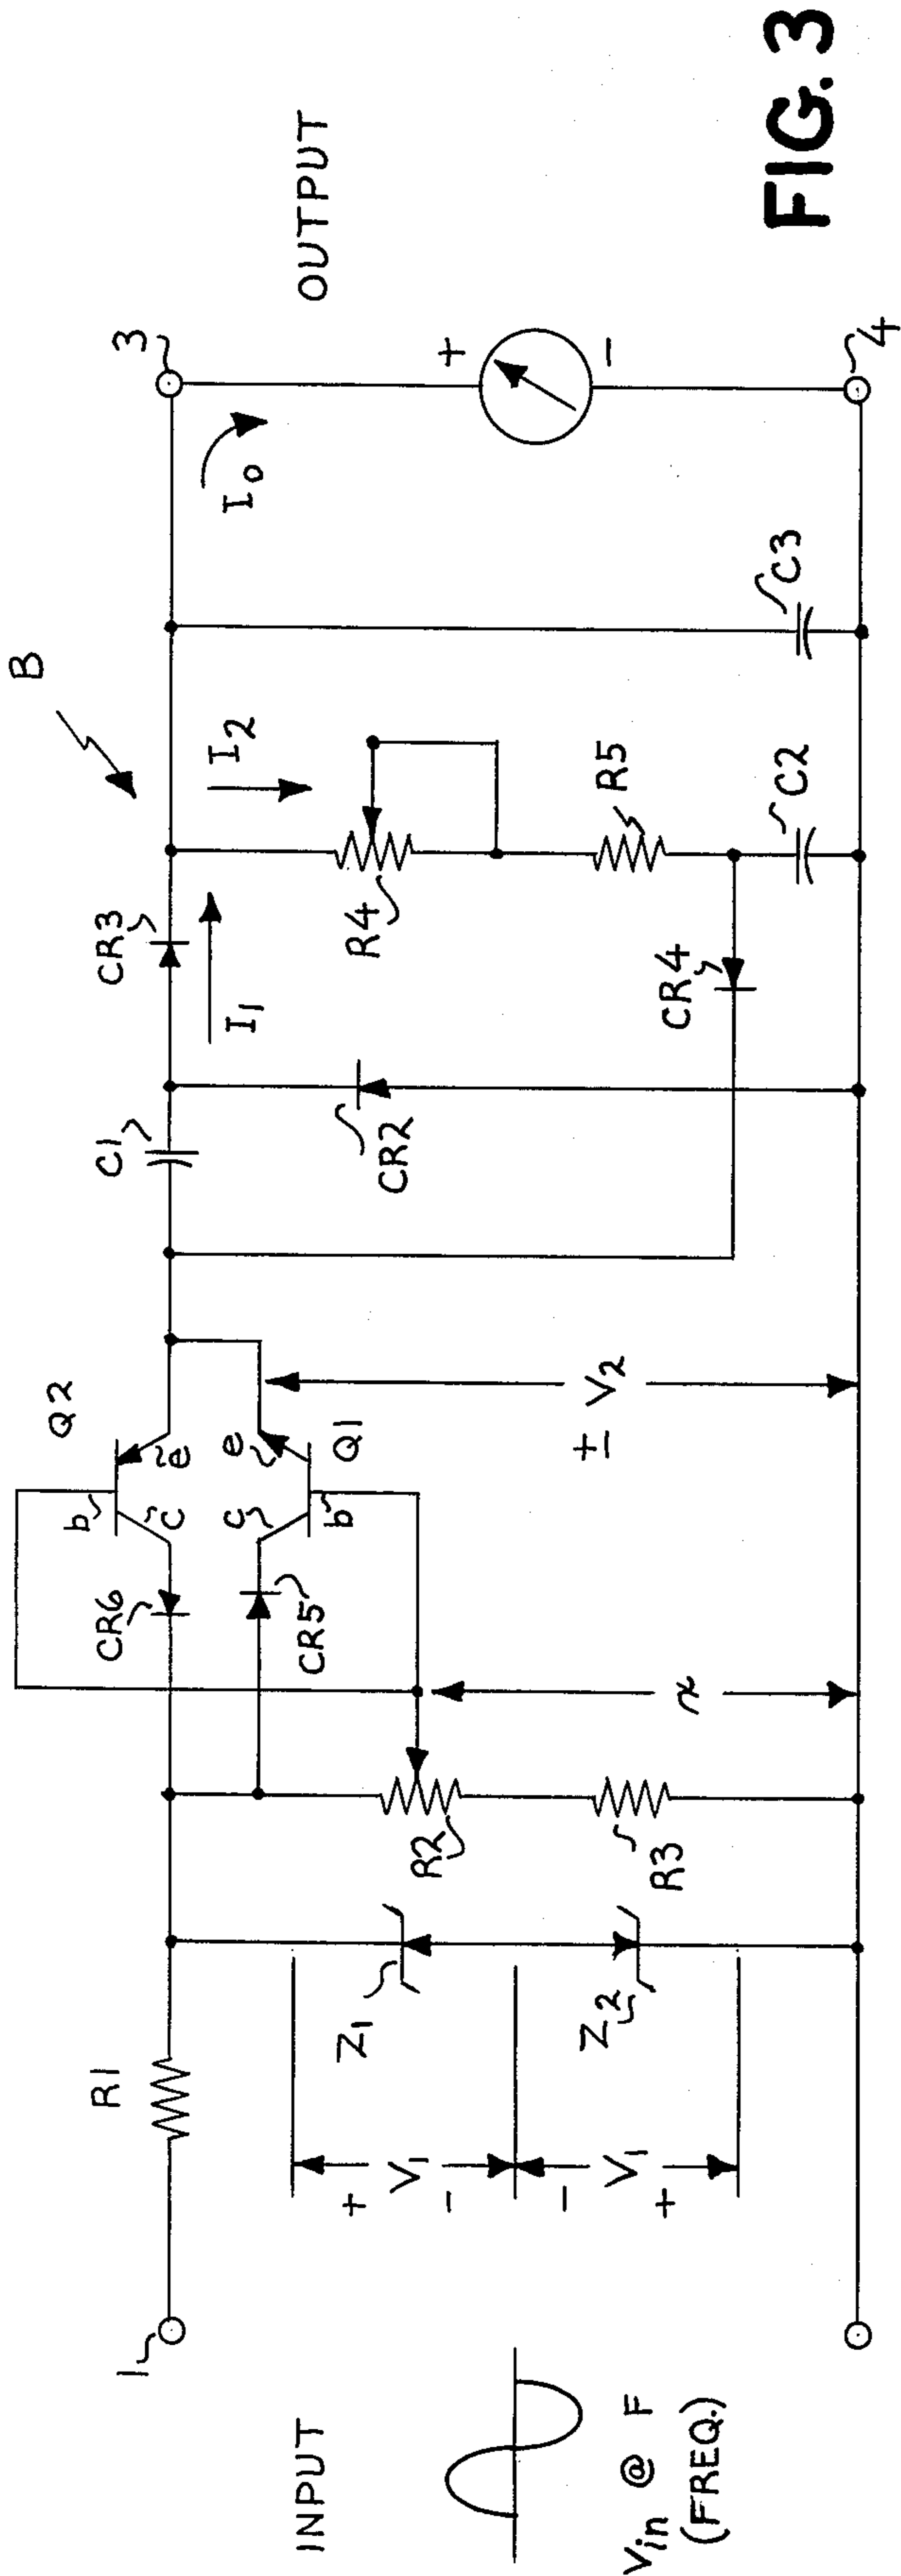 B
INPUT
Vin @ F
(FREQ.)
1
R1
+
V1
-
-
V1
+
Z1
Z2
R2
R3
CR6
CR5
Q2
b
c
e
Q1
b
c
e
± V2
C1
CR2
CR3
I1
CR4
I2
R4
R5
C2
C3
I0
3
+
-
4
OUTPUT
FIG. 3